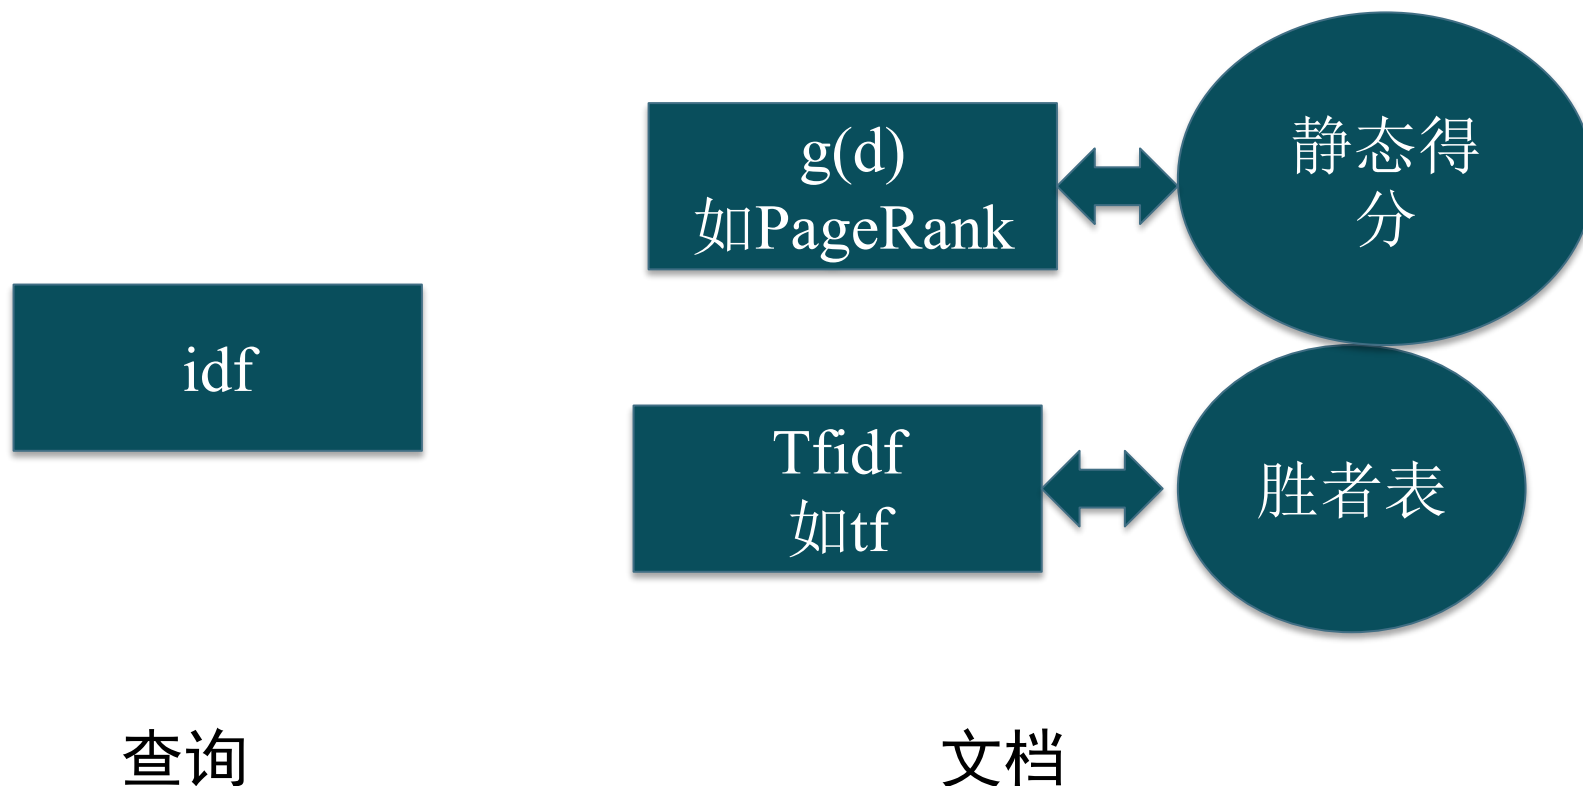 g(d)
如PageRank
静态得
分
idf
Tfidf
如tf
胜者表
查询
文档